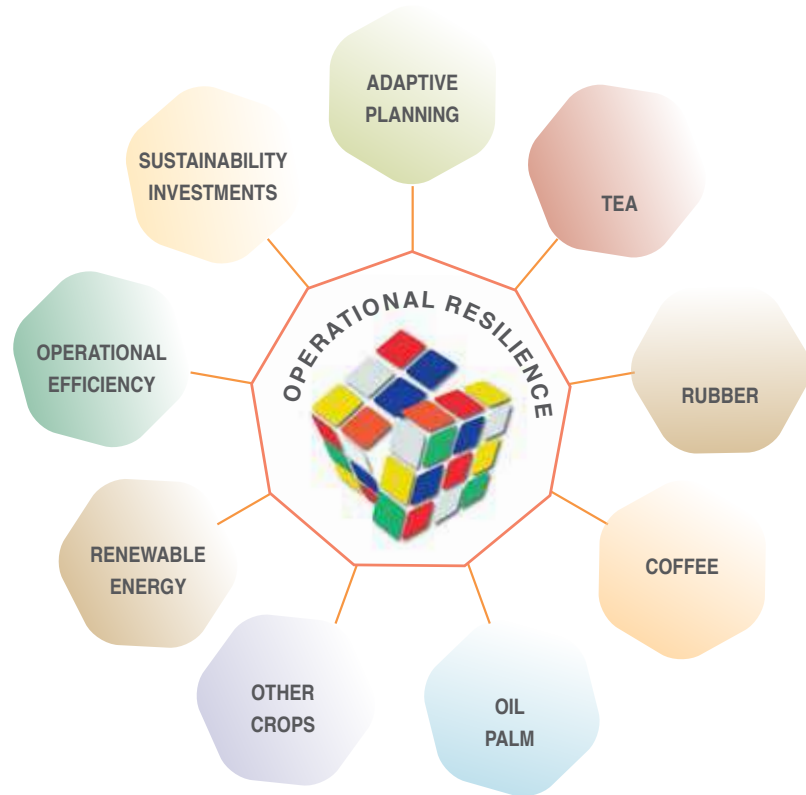 ADAPTIVE
PLANNING
TEA
RUBBER
COFFEE
OIL
PALM
OTHER
CROPS
RENEWABLE
ENERGY
OPERATIONAL
EFFICIENCY
SUSTAINABILITY
INVESTMENTS
OPERATIONAL RESILIENCE